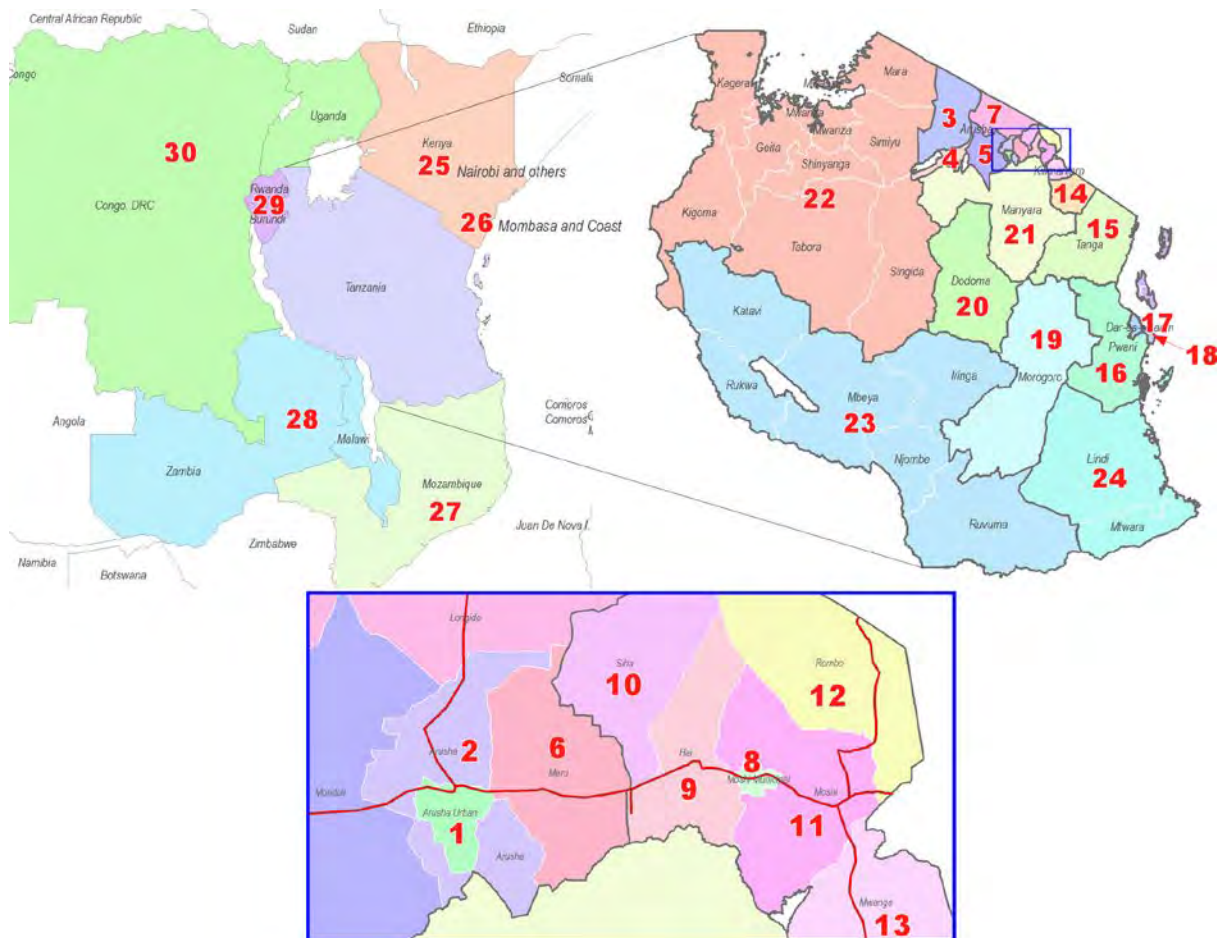 Central African Republic
Sudan
Ethiopia
Congo
Somalia
Uganda
30
Kenya
25
Nairobi and others
Rwanda
29
Burundi
Congo, DRC
26
Mombasa and Coast
Tanzania
Angola
28
Malawi
Comoros
Comoros
Zambia
Mozambique
27
Juan De Nova I.
Zimbabwe
Namibia
Botswana
Kagera
Mara
3
7
Mwanza
Mwanza
Arusha
Geita
Simiyu
4
5
Shinyanga
Kilimanjaro
22
14
Kigoma
Manyara
15
21
Tanga
Tobora
Singida
Dodoma
20
Katavi
17
Dar-es-salaam
19
Pwani
18
Iringa
16
Rukwa
Morogoro
Mbeya
23
Njombe
Lindi
24
Ruvuma
Mtwara
Longido
Siha
10
Rombo
12
Arusha
2
6
Hai
8
Meru
Moshi Municipal
Monduli
9
Moshi
Arusha Urban
1
11
Arusha
Mwanga
13